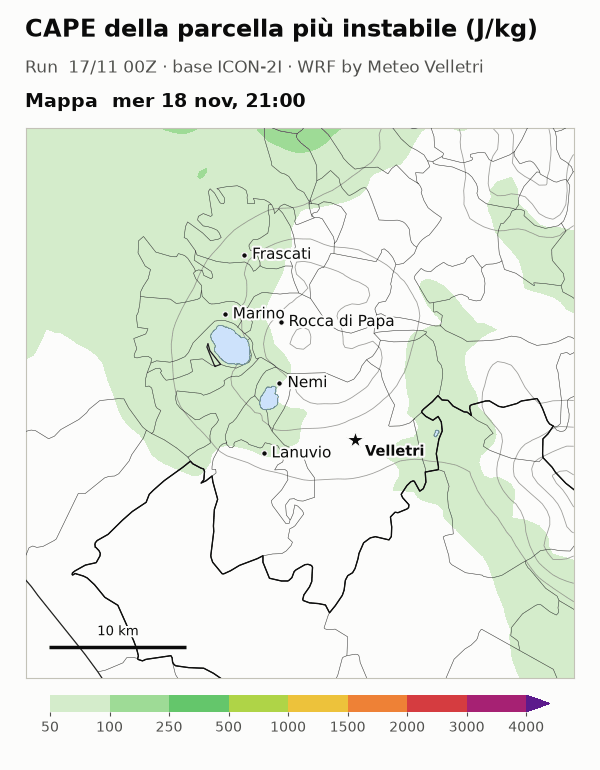 CAPE della parcella più instabile (J/kg)
Run  17/11 00Z · base ICON-2I · WRF by Meteo Velletri
Mappa  mer 18 nov, 21:00
Frascati
Marino
Rocca di Papa
Nemi
Velletri
Lanuvio
10 km
50 100 250 500 1000 1500 2000 3000 4000